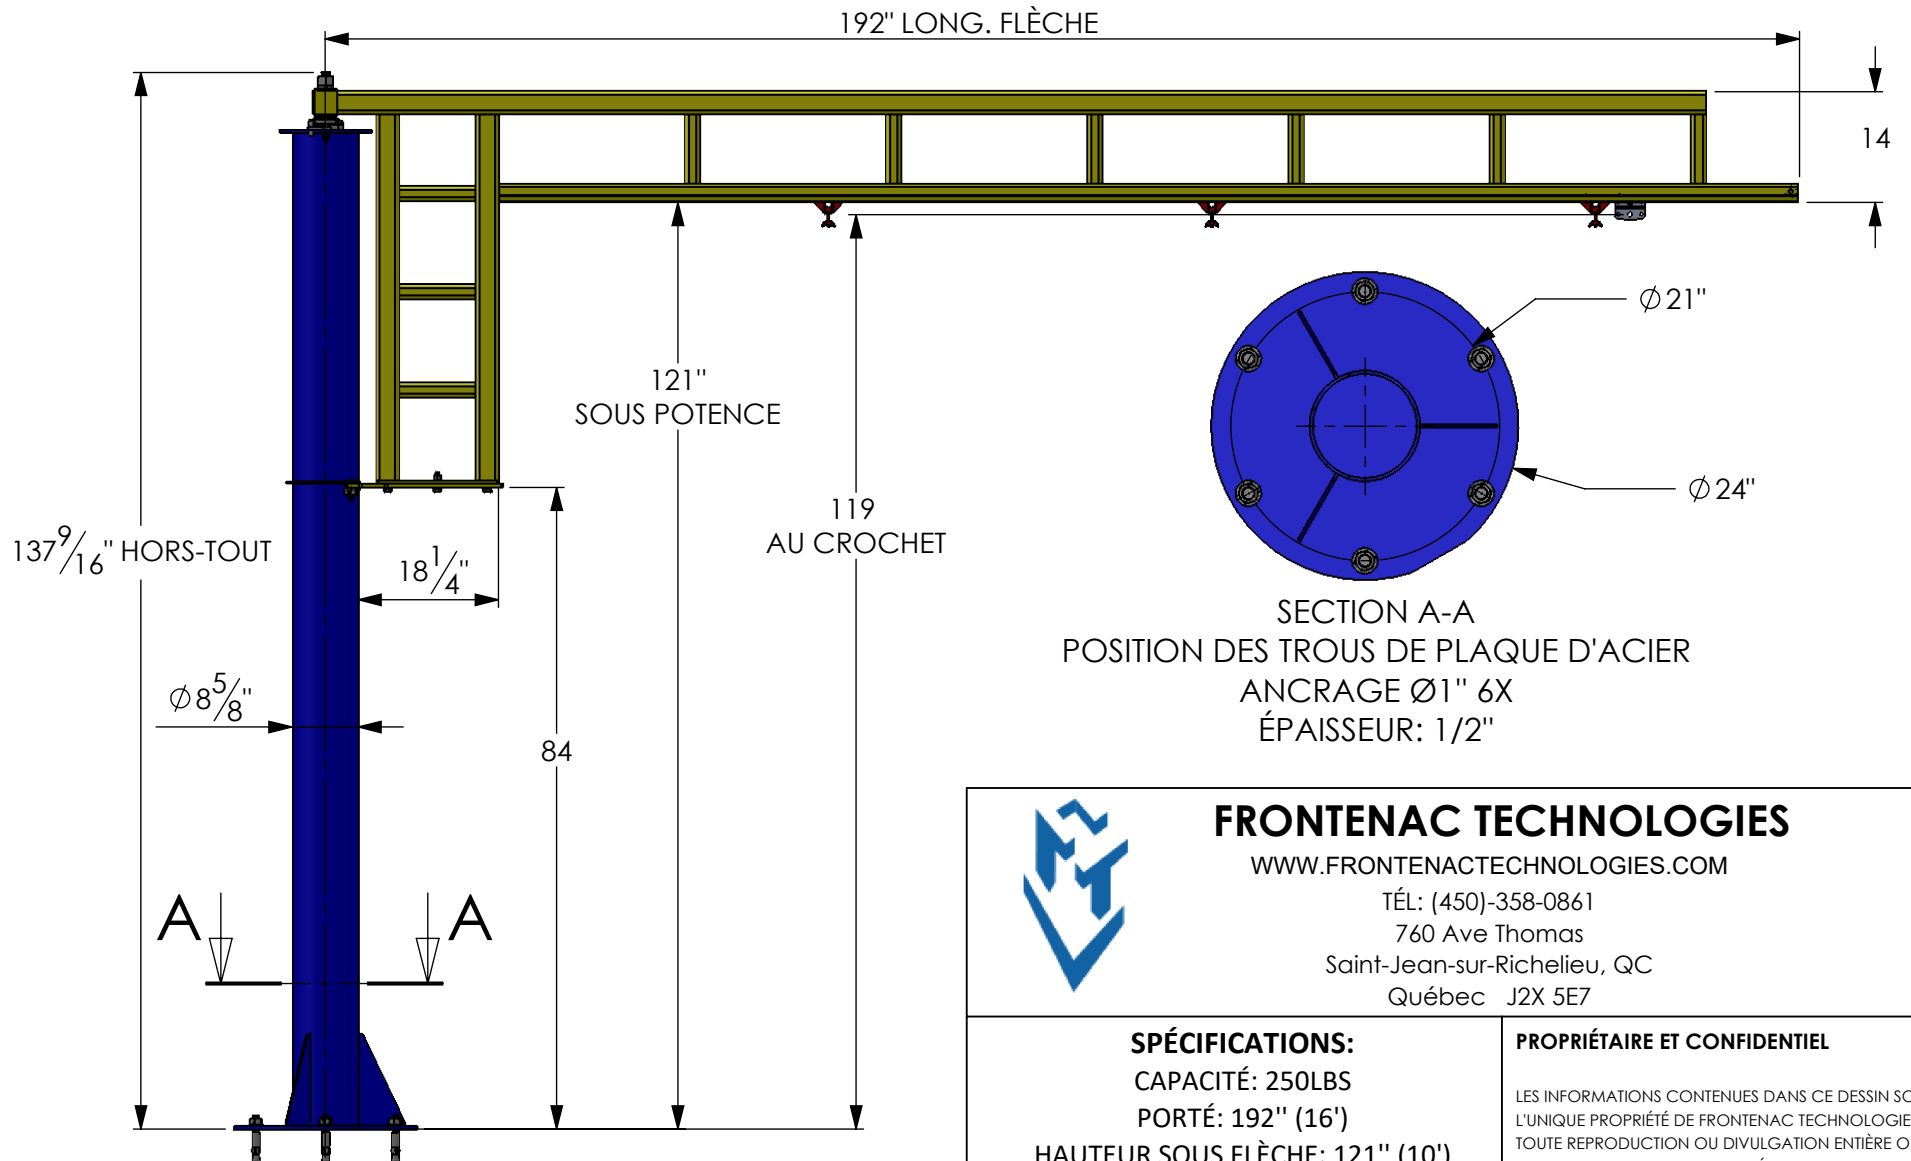 192" LONG. FLÈCHE
14
121"
SOUS POTENCE
119
AU CROCHET
137 9/16" HORS-TOUT
18 1/4"
Ø8 5/8"
84
A
A
Ø21"
Ø24"
SECTION A-A
POSITION DES TROUS DE PLAQUE D'ACIER
ANCRAGE Ø1" 6X
ÉPAISSEUR: 1/2"
FRONTENAC TECHNOLOGIES
WWW.FRONTENACTECHNOLOGIES.COM
TÉL: (450)-358-0861
760 Ave Thomas
Saint-Jean-sur-Richelieu, QC
Québec J2X 5E7
SPÉCIFICATIONS:
CAPACITÉ: 250LBS
PORTÉ: 192'' (16')
HAUTEUR SOUS FLÈCHE: 121'' (10')
PROPRIÉTAIRE ET CONFIDENTIEL
LES INFORMATIONS CONTENUES DANS CE DESSIN SO
L'UNIQUE PROPRIÉTÉ DE FRONTENAC TECHNOLOGIE
TOUTE REPRODUCTION OU DIVULGATION ENTIÈRE O